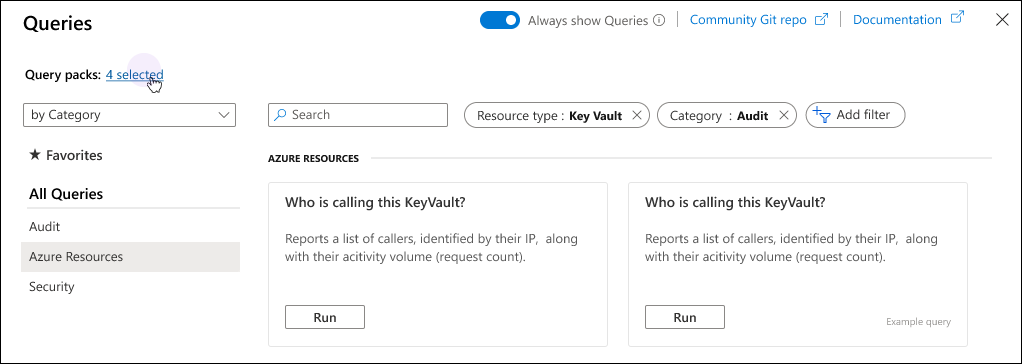 Queries
Always show Queries
Community Git repo
Documentation
Query packs: 4 selected
by Category
Search
Resource type : Key Vault
Category : Audit
Add filter
★ Favorites
All Queries
Audit
Azure Resources
Security
AZURE RESOURCES
Who is calling this KeyVault?
Reports a list of callers, identified by their IP, along
with their acitivity volume (request count).
Run
Who is calling this KeyVault?
Reports a list of callers, identified by their IP, along
with their acitivity volume (request count).
Run
Example query